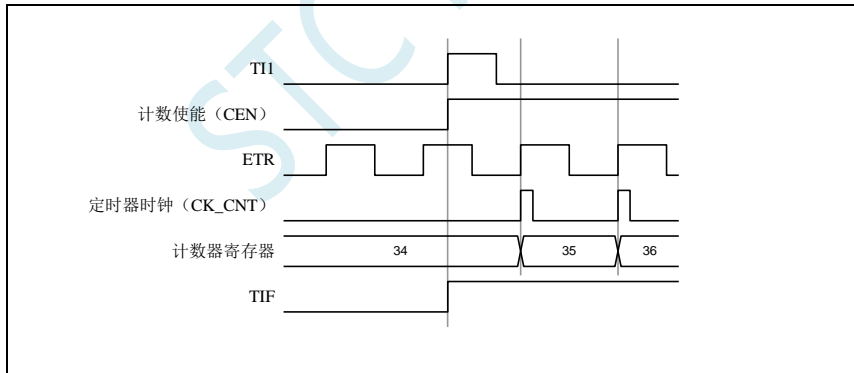 STC
TI1
计数使能（CEN）
ETR
定时器时钟（CK_CNT）
计数器寄存器
34
35
36
TIF